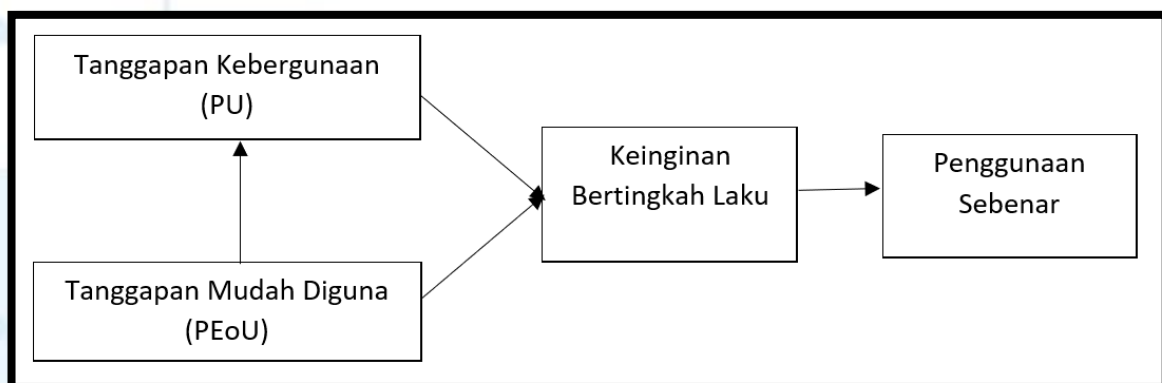 Tanggapan Kebergunaan
(PU)
Keinginan
Bertingkah Laku
Penggunaan
Sebenar
Tanggapan Mudah Diguna
(PEoU)